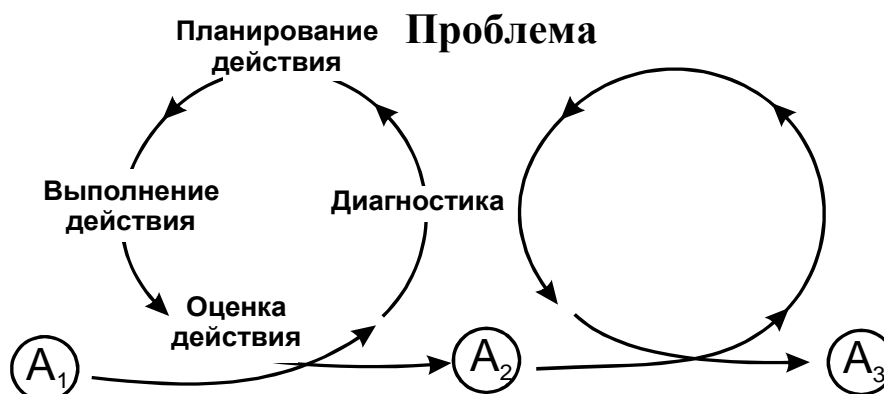 Планирование
действия
Проблема
Выполнение
действия
Диагностика
Оценка
действия
A1
A2
A3